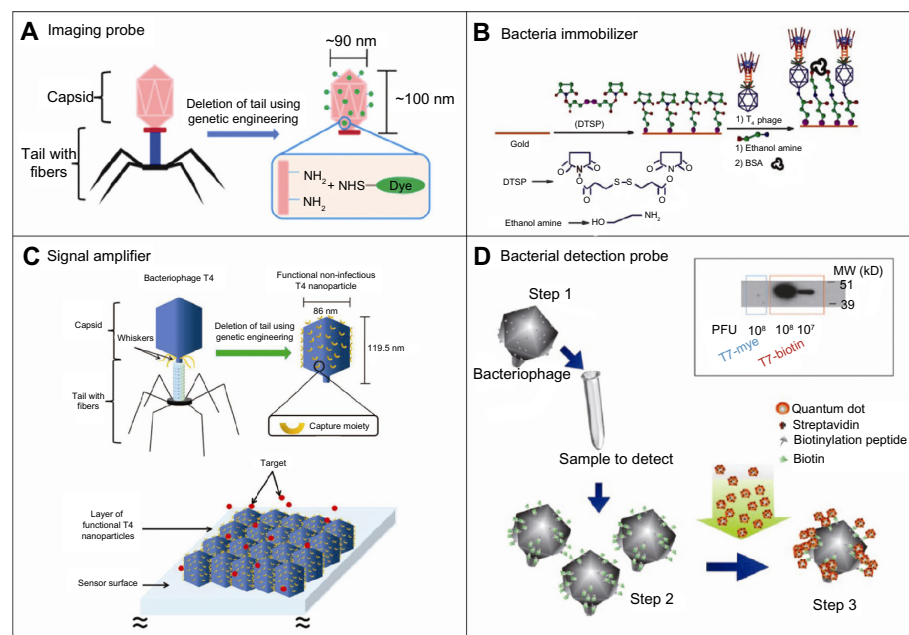 A Imaging probe
~90 nm
~100 nm
Capsid
Deletion of tail using
genetic engineering
Tail with
fibers
NH2
+ NHS
Dye
NH2
B Bacteria immobilizer
(DTSP)
Gold
1) T4 phage
1) Ethanol amine
2) BSA
DTSP
O
O
O
O
N
N
O
O
O
O
S–S
Ethanol amine
HO
NH2
C Signal amplifier
Bacteriophage T4
Functional non-infectious
T4 nanoparticle
86 nm
Capsid
Whiskers
Deletion of tail using
genetic engineering
119.5 nm
Tail with
fibers
Capture moiety
Target
Layer of
functional T4
nanoparticles
Sensor surface
≈
≈
D Bacterial detection probe
Step 1
Bacteriophage
Sample to detect
Step 2
Step 3
MW (kD)
51
39
PFU 10⁸ 10⁸ 10⁷
T7-mye
T7-biotin
Quantum dot
Streptavidin
Biotinylation peptide
Biotin